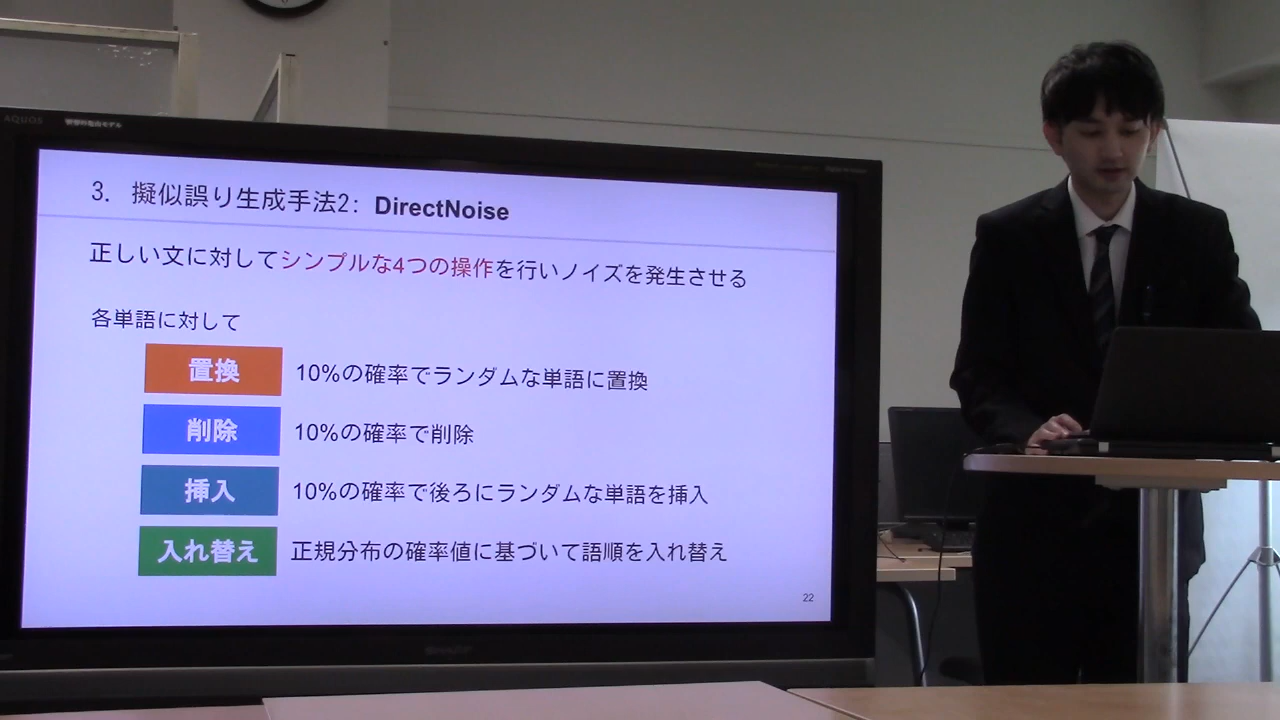 AQUOS
3. 擬似誤り生成手法2: DirectNoise
正しい文に対してシンプルな4つの操作を行いノイズを発生させる
各単語に対して
置換 10%の確率でランダムな単語に置換
削除 10%の確率で削除
挿入 10%の確率で後ろにランダムな単語を挿入
入れ替え 正規分布の確率値に基づいて語順を入れ替え
22
SHARP